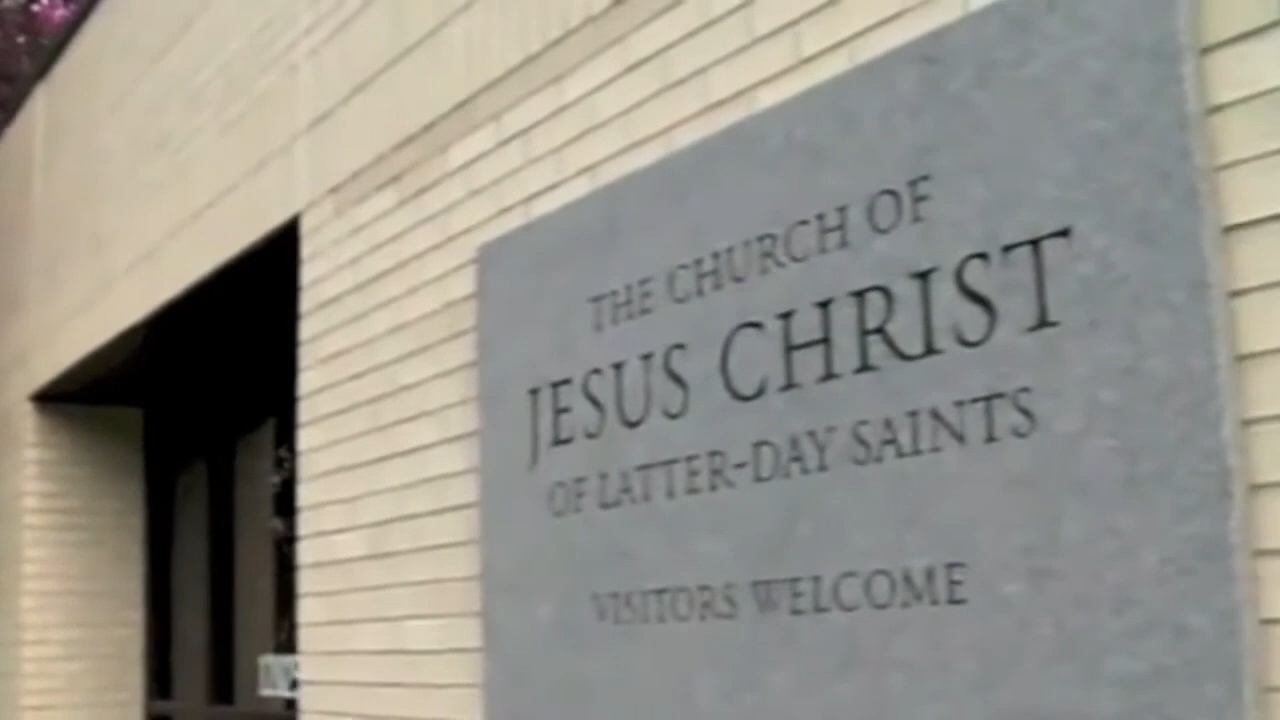 THE CHURCH OF
JESUS CHRIST
OF LATTER-DAY SAINTS
VISITORS WELCOME